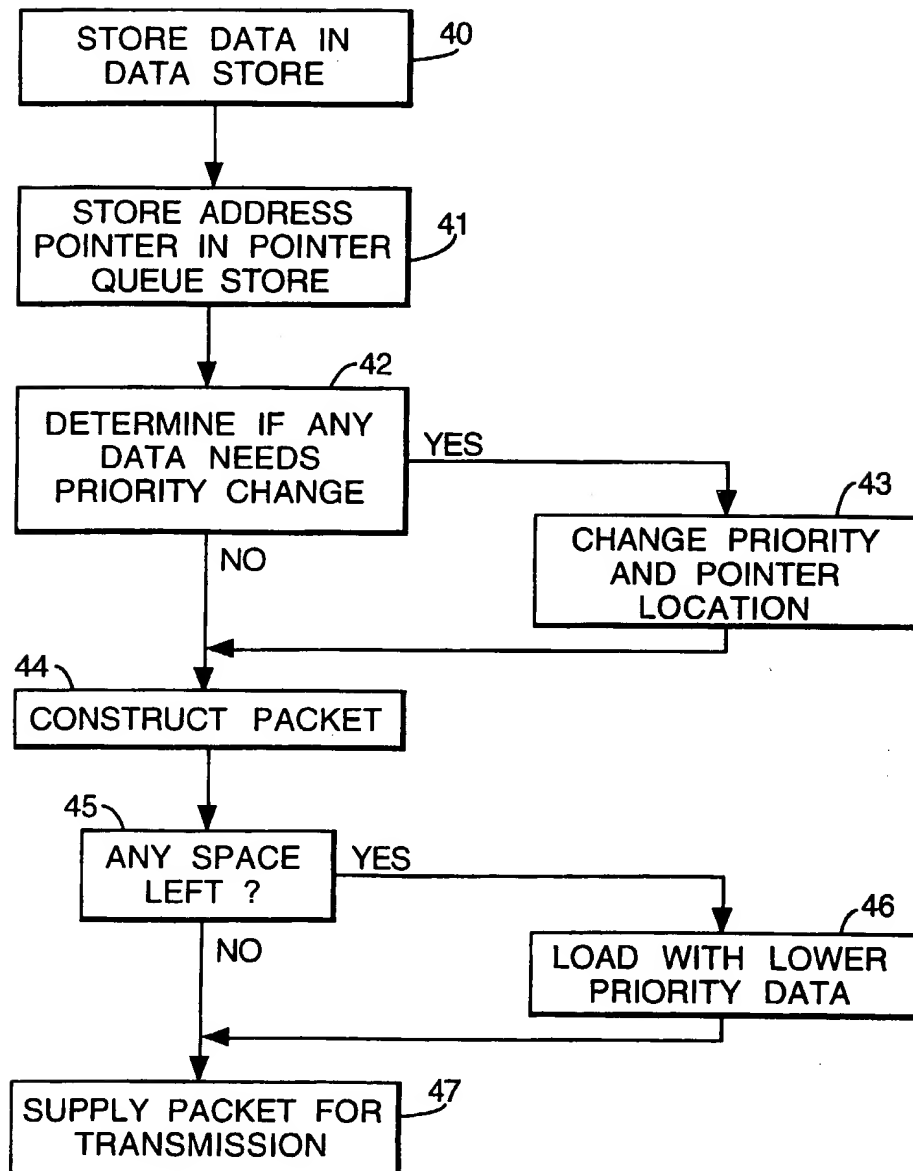 STORE DATA IN
DATA STORE
40
STORE ADDRESS
POINTER IN POINTER
QUEUE STORE
41
42
DETERMINE IF ANY
DATA NEEDS
PRIORITY CHANGE
YES
NO
43
CHANGE PRIORITY
AND POINTER
LOCATION
44
CONSTRUCT PACKET
45
ANY SPACE
LEFT ?
YES
NO
46
LOAD WITH LOWER
PRIORITY DATA
SUPPLY PACKET FOR
TRANSMISSION
47